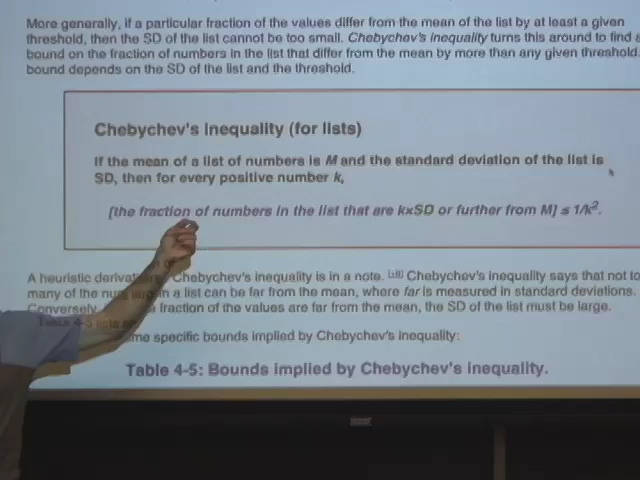 More generally, if a particular fraction of the values differ from the mean of the list by at least a given
threshold, then the SD of the list cannot be too small. Chebychev's inequality turns this around to find a
bound on the fraction of numbers in the list that differ from the mean by more than any given threshold.
bound depends on the SD of the list and the threshold.
Chebychev's inequality (for lists)
If the mean of a list of numbers is M and the standard deviation of the list is
SD, then for every positive number k,
[the fraction of numbers in the list that are k×SD or further from M] ≤ 1/k².
A heuristic Chebychev's inequality is in a note. Chebychev's inequality says that not to
many of the in a list can be far from the mean, where far is measured in standard deviations.
Conversely fraction of the values are far from the mean, the SD of the list must be large.
Table 4-5 lists
specific bounds implied by Chebychev's inequality:
Table 4-5: Bounds implied by Chebychev's inequality.